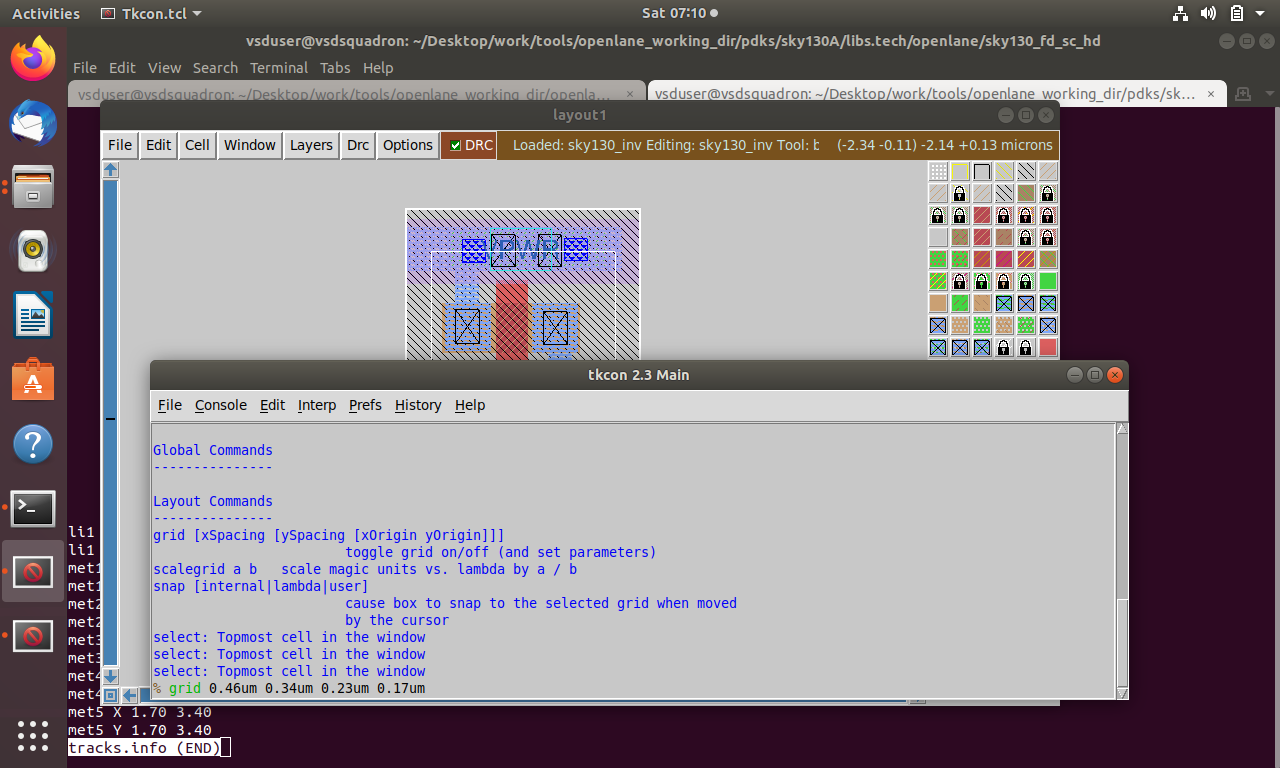 Activities
Tkcon.tcl
Sat 07:10
vsduser@vsdsquadron: ~/Desktop/work/tools/openlane_working_dir/pdks/sky130A/libs.tech/openlane/sky130_fd_sc_hd
File Edit View Search Terminal Tabs Help
vsduser@vsdsquadron: ~/Desktop/work/tools/openlane_working_dir/openla... ×
vsduser@vsdsquadron: ~/Desktop/work/tools/openlane_working_dir/pdks/sk... ×
layout1
File Edit Cell Window Layers Drc Options DRC Loaded: sky130_inv Editing: sky130_inv Tool: b (-2.34 -0.11) -2.14 +0.13 microns
VPWR
tkcon 2.3 Main
File Console Edit Interp Prefs History Help
Global Commands
---------------
Layout Commands
---------------
grid [xSpacing [ySpacing [xOrigin yOrigin]]]
toggle grid on/off (and set parameters)
scalegrid a b scale magic units vs. lambda by a / b
snap [internal|lambda|user]
cause box to snap to the selected grid when moved
by the cursor
select: Topmost cell in the window
select: Topmost cell in the window
select: Topmost cell in the window
% grid 0.46um 0.34um 0.23um 0.17um
li1
li1
met1
met1
met2
met2
met3
met3
met4
met4
met5 X 1.70 3.40
met5 Y 1.70 3.40
tracks.info (END)